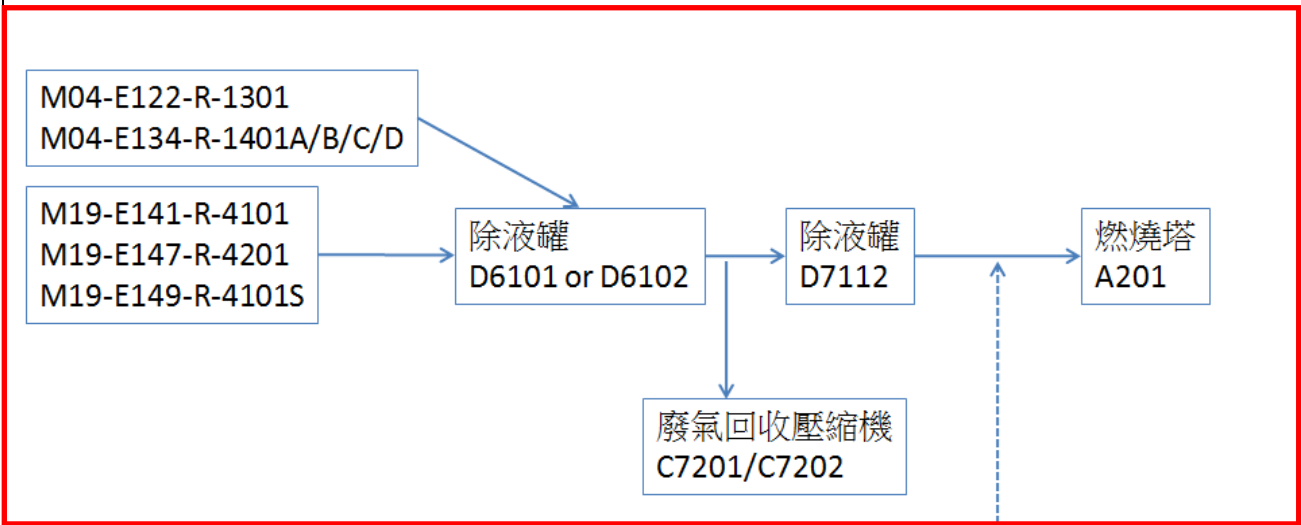 M04-E122-R-1301
M04-E134-R-1401A/B/C/D
M19-E141-R-4101
M19-E147-R-4201
M19-E149-R-4101S
除液罐
D6101 or D6102
除液罐
D7112
燃燒塔
A201
廢氣回收壓縮機
C7201/C7202